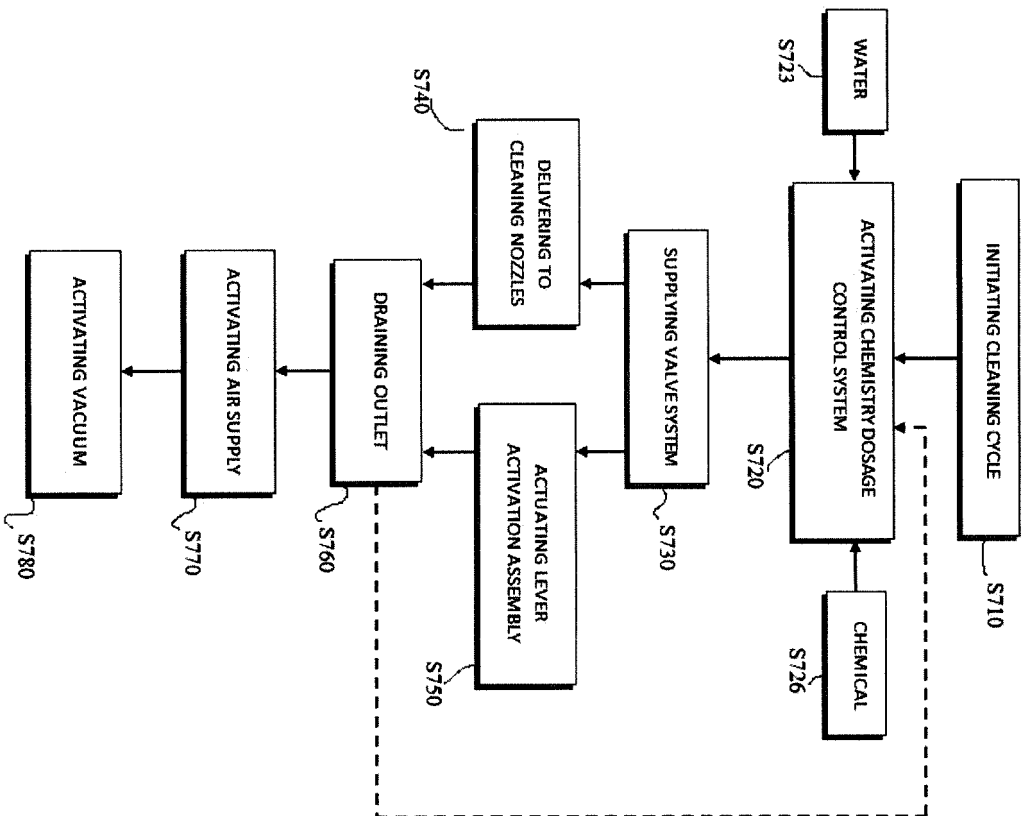 INITIATING CLEANING CYCLE
S710
WATER
S723
ACTIVATING CHEMISTRY DOSAGE
CONTROL SYSTEM
S720
CHEMICAL
S726
SUPPLYING VALVE SYSTEM
S730
DELIVERING TO
CLEANING NOZZLES
S740
ACTUATING LEVER
ACTIVATION ASSEMBLY
S750
DRAINING OUTLET
S760
ACTIVATING AIR SUPPLY
S770
ACTIVATING VACUUM
S780